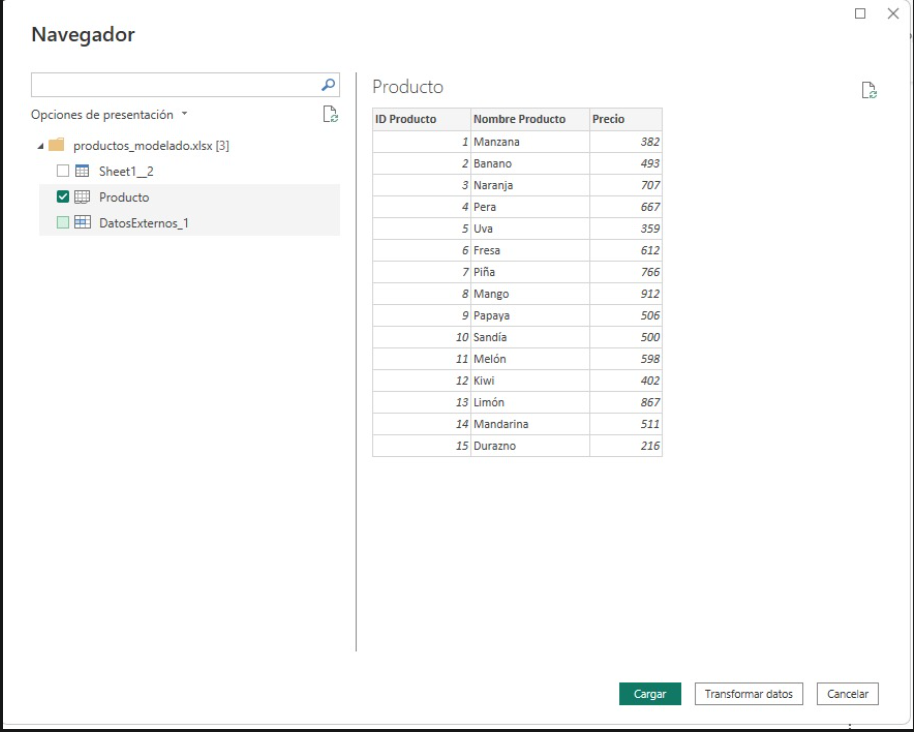 Navegador
Opciones de presentación
productos_modelado.xlsx [3]
Sheet1__2
Producto
DatosExternos_1
Producto
ID Producto Nombre Producto Precio
1 Manzana 382
2 Banano 493
3 Naranja 707
4 Pera 667
5 Uva 359
6 Fresa 612
7 Piña 766
8 Mango 912
9 Papaya 506
10 Sandía 500
11 Melón 598
12 Kiwi 402
13 Limón 867
14 Mandarina 511
15 Durazno 216
Cargar Transformar datos Cancelar